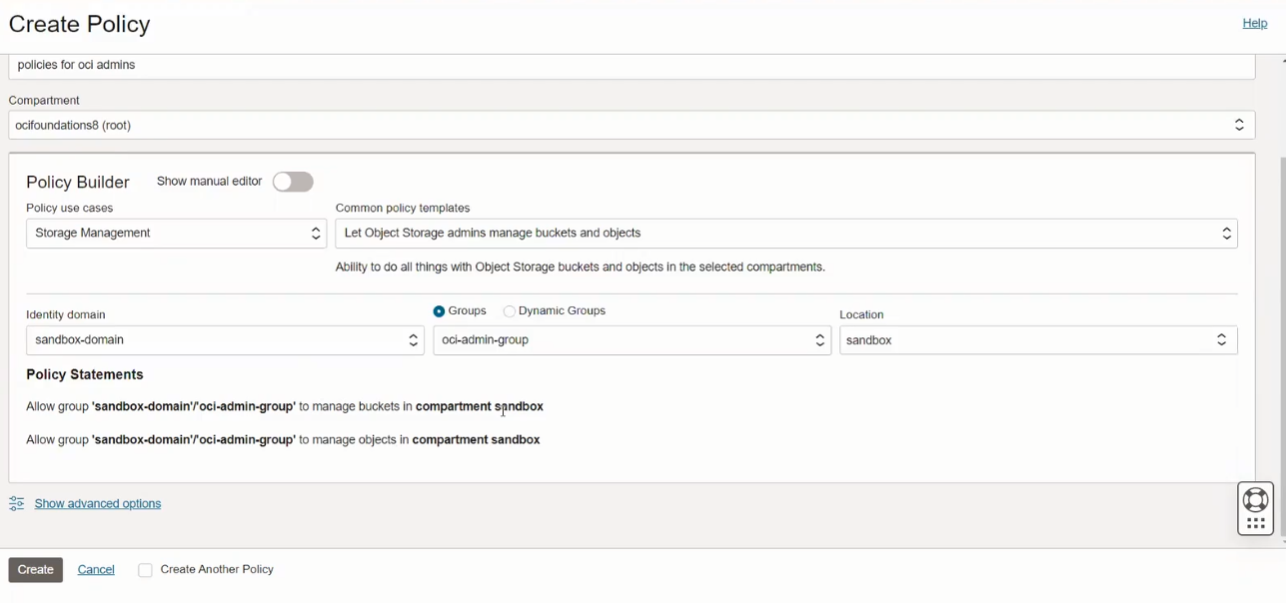 Create Policy
Help
policies for oci admins
Compartment
ocifoundations8 (root)
Policy Builder Show manual editor
Policy use cases Common policy templates
Storage Management Let Object Storage admins manage buckets and objects
Ability to do all things with Object Storage buckets and objects in the selected compartments.
Identity domain Groups Dynamic Groups Location
sandbox-domain oci-admin-group sandbox
Policy Statements
Allow group 'sandbox-domain'/'oci-admin-group' to manage buckets in compartment sandbox
Allow group 'sandbox-domain'/'oci-admin-group' to manage objects in compartment sandbox
Show advanced options
Create Cancel Create Another Policy